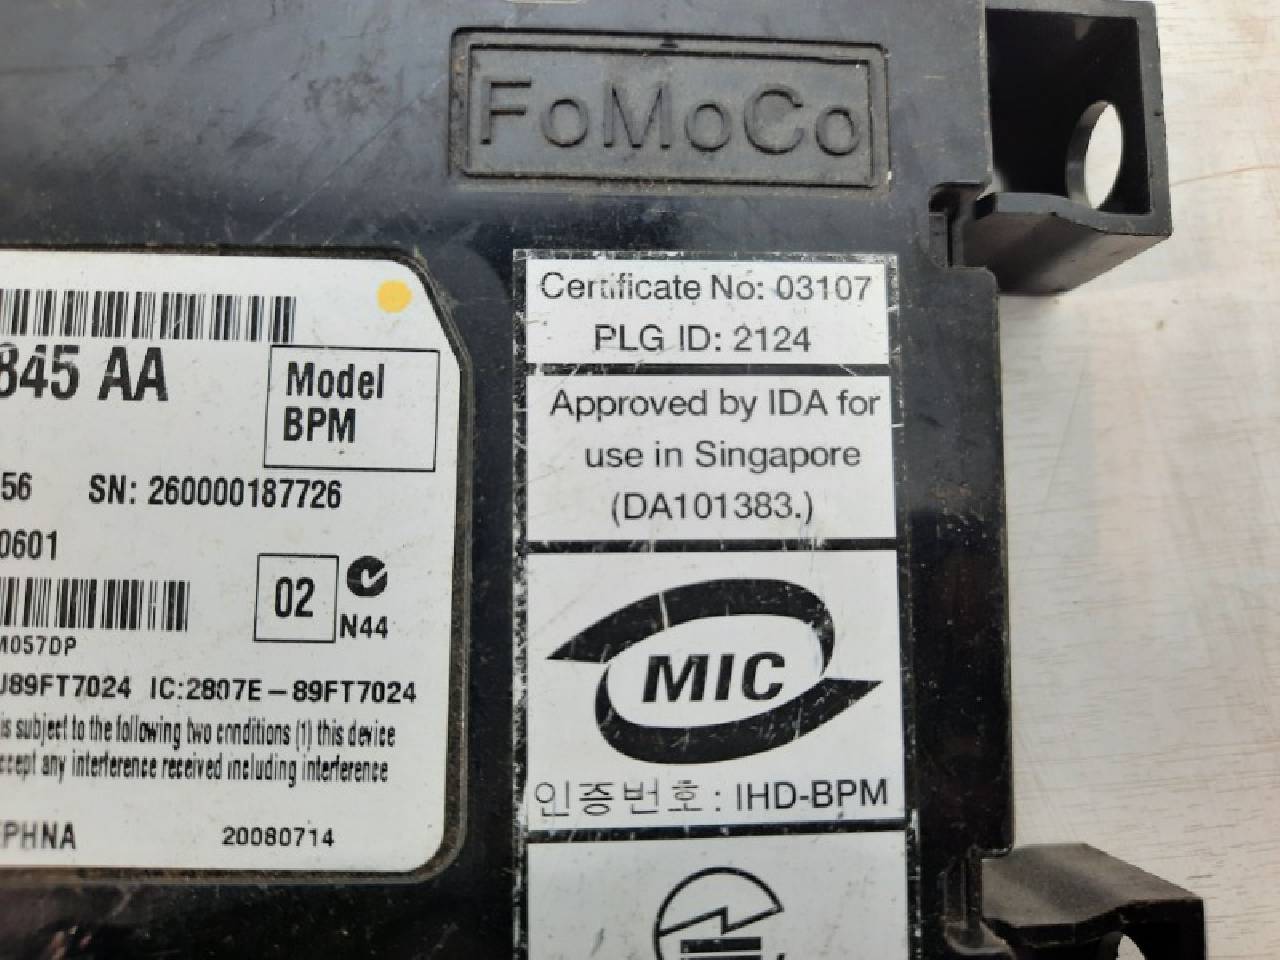 FoMoCo
845 AA
Model
BPM
56 SN: 260000187726
0601
02
N44
M057DP
J89FT7024 IC:2807E-89FT7024
is subject to the following two conditions (1) this device
ccept any interference received including interference
PHNA 20080714
Certificate No: 03107
PLG ID: 2124
Approved by IDA for
use in Singapore
(DA101383.)
MIC
인증번호 : IHD-BPM